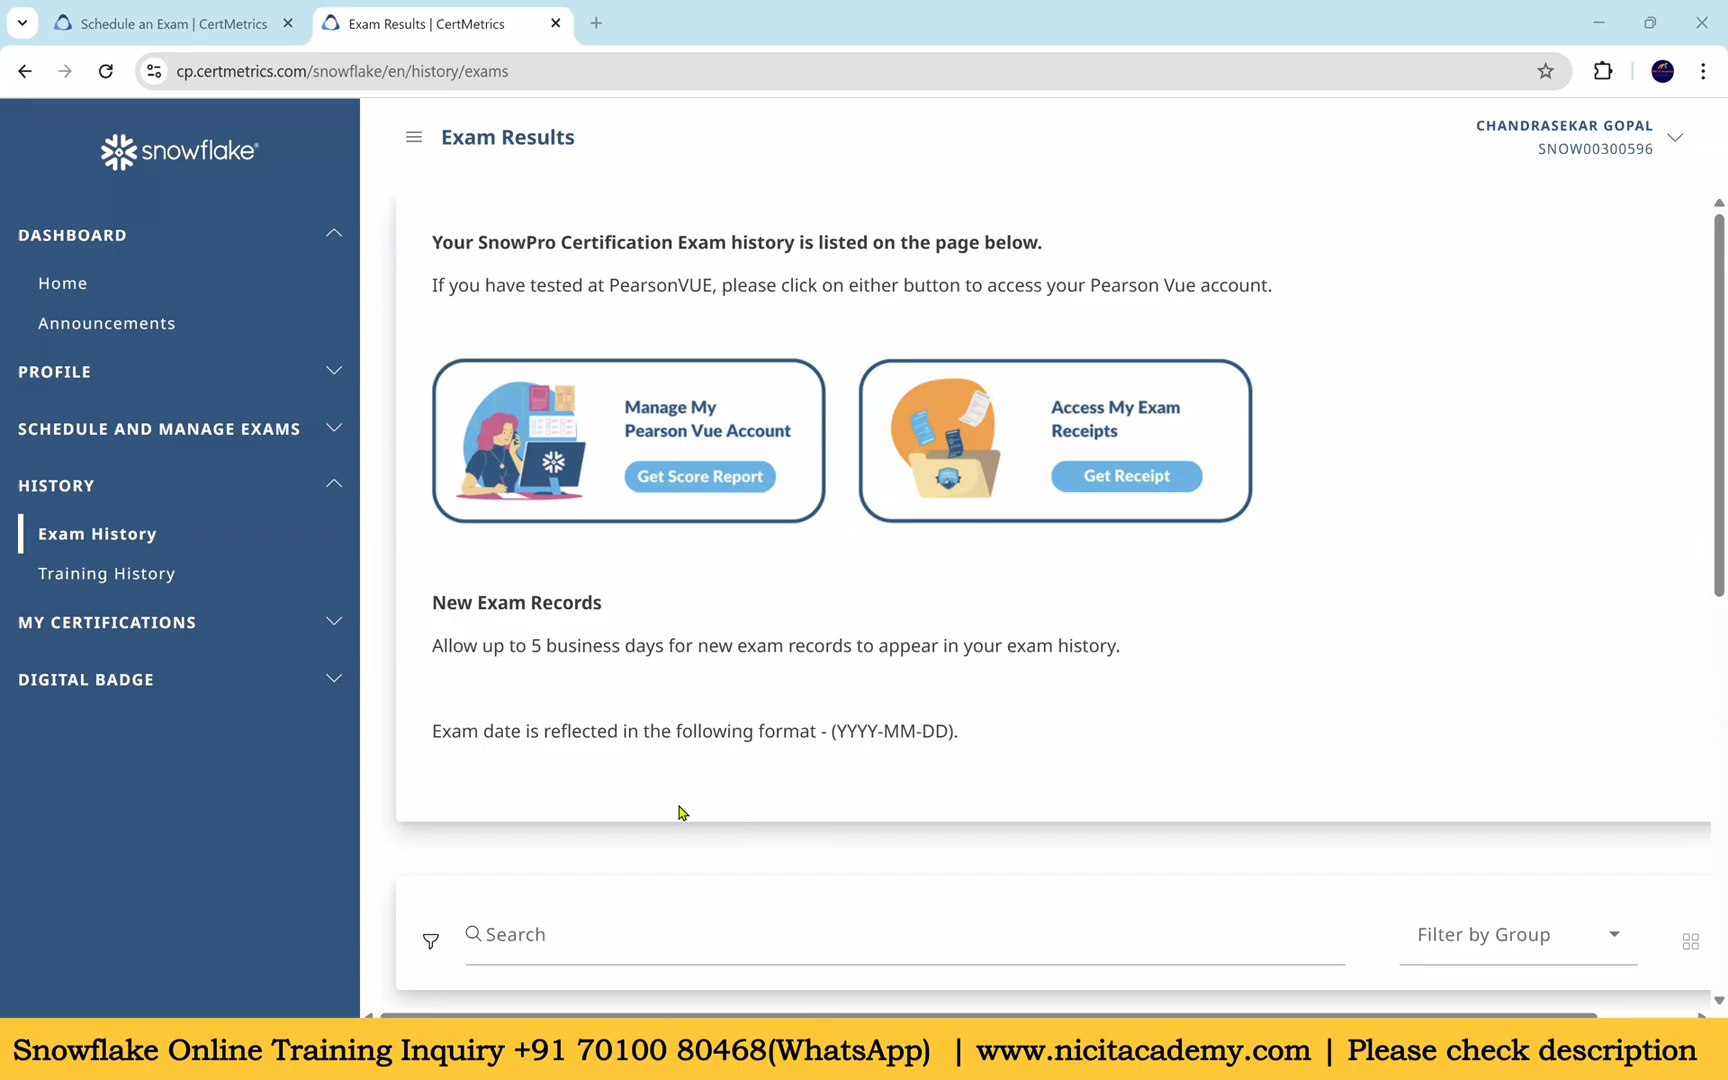 Schedule an Exam | CertMetrics
Exam Results | CertMetrics
cp.certmetrics.com/snowflake/en/history/exams
snowflake®
DASHBOARD
Home
Announcements
PROFILE
SCHEDULE AND MANAGE EXAMS
HISTORY
Exam History
Training History
MY CERTIFICATIONS
DIGITAL BADGE
Exam Results
CHANDRASEKAR GOPAL
SNOW00300596
Your SnowPro Certification Exam history is listed on the page below.
If you have tested at PearsonVUE, please click on either button to access your Pearson Vue account.
Manage My
Pearson Vue Account
Get Score Report
Access My Exam
Receipts
Get Receipt
New Exam Records
Allow up to 5 business days for new exam records to appear in your exam history.
Exam date is reflected in the following format - (YYYY-MM-DD).
Search
Filter by Group
Snowflake Online Training Inquiry +91 70100 80468(WhatsApp) | www.nicitacademy.com | Please check description